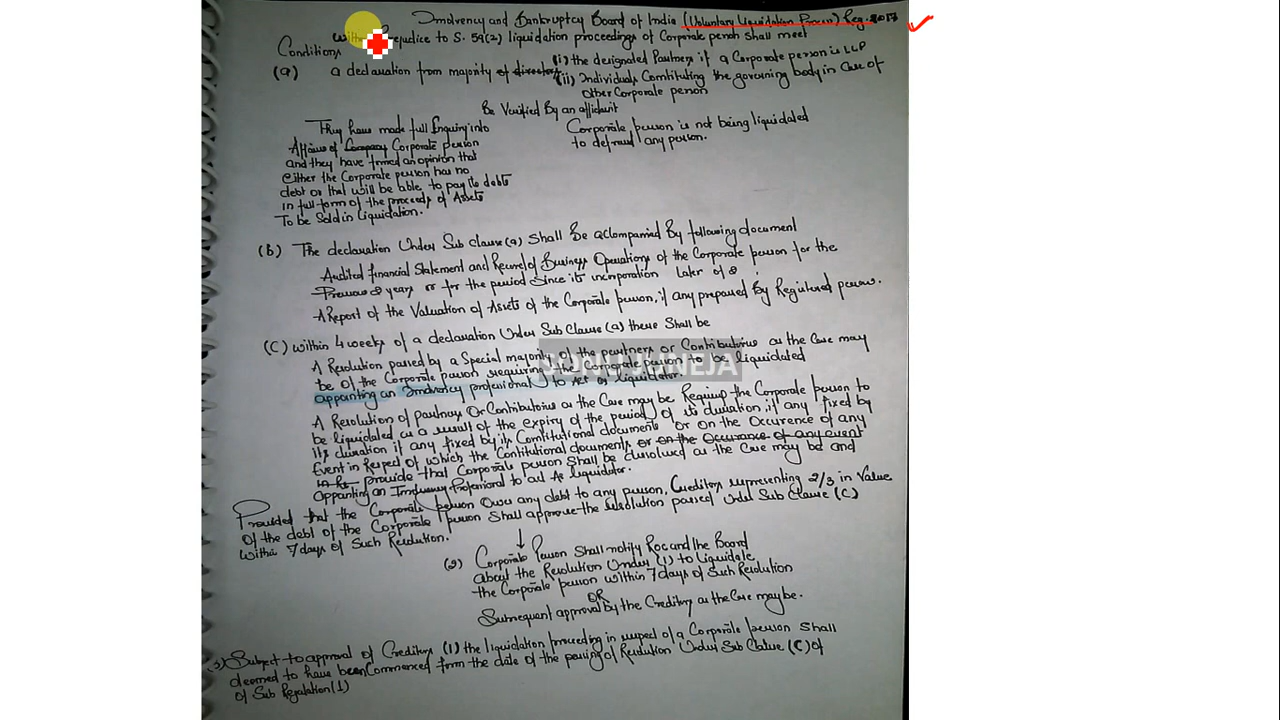 Insolvency and Bankruptcy Board of India (Voluntary Liquidation Process) Reg. 2017
Without Prejudice to S. 59(2) liquidation proceedings of Corporate person Shall meet
Conditions
(a) a declaration from majority of directors
(i) the designated Partners if a Corporate person is LLP
(ii) Individuals Constituting the governing body in Case of
other Corporate person
Be Verified By an affidavit
They have made full Enquiry into
Affairs of Company Corporate person
and they have formed an opinion that
either the Corporate person has no
debt or that will be able to pay its debts
in full form of the proceeds of Assets
To be Sold in Liquidation.
Corporate person is not being liquidated
to defraud any person.
(b) The declaration Under Sub clause (a) Shall Be accompanied By following document
Audited financial Statement and Record of Business Operations of the Corporate person for the
Previous 2 years or for the period Since its incorporation later of
A Report of the Valuation of Assets of the Corporate person, if any prepared By Registered person.
(C) within 4 weeks of a declaration Under Sub Clause (a) there Shall be
A Resolution passed by a Special majority of the partners or Contributories as the Case may
be of the Corporate person requiring the Corporate person to be liquidated
appointing an Insolvency professional to Act as liquidator.
SONU JUNEJA
A Resolution of partners Or Contributories as the Case may be Requiring the Corporate person to
be liquidated as a result of the expiry of the period of its duration, if any fixed by
its duration if any fixed by its Constitutional documents or on the Occurence of any
Event in Respect of which the Contitutional documents or on the Occurance of any event
provide that Corporate person Shall be dissolved as the Case may be and
Appointing an Insolvency Professional to act As liquidator.
Provided that the Corporate person owes any debt to any person, Creditors representing 2/3 in Value
of the debt of the Corporate person Shall approve the resolution passed Under Sub Clause (C)
within 7 days of Such Resolution.
(2) Corporate Person Shall notify Roc and the Board
about the Resolution Under (1) to Liquidate
the Corporate person within 7 days of Such Resolution
OR
Subsequent approval by the Creditors as the Case may be.
(3) Subject to approval of Creditors (1) the liquidation proceeding in respect of a Corporate person Shall
deemed to have been Commenced from the date of the passing of Resolution Under Sub Clause (C) of
of Sub Regulation (1)